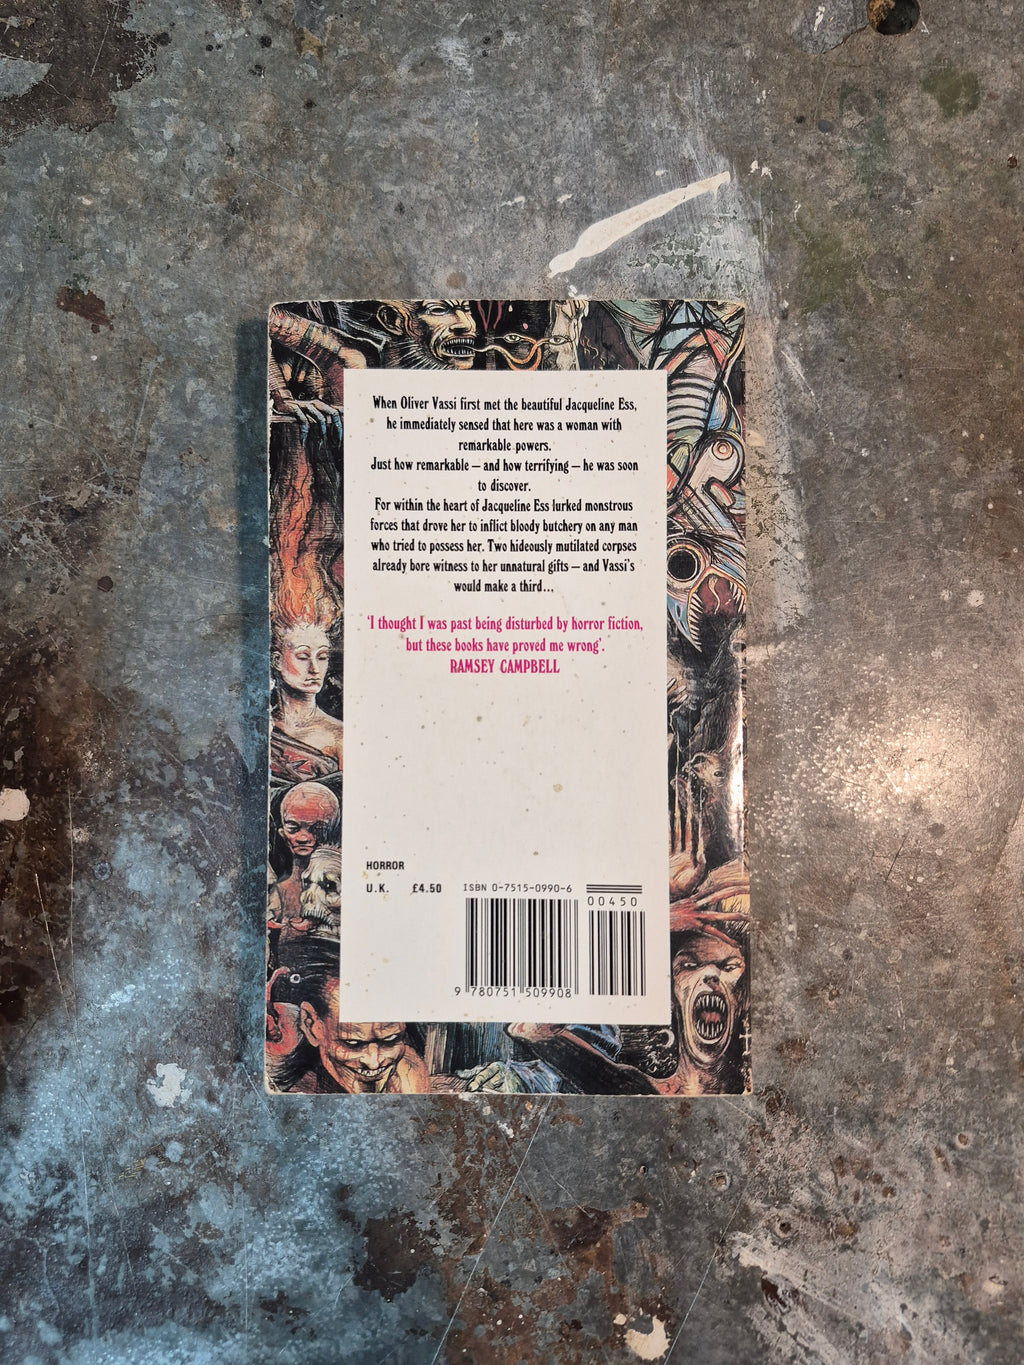 When Oliver Vassi first met the beautiful Jacqueline Ess,
he immediately sensed that here was a woman with
remarkable powers.
Just how remarkable – and how terrifying – he was soon
to discover.
For within the heart of Jacqueline Ess lurked monstrous
forces that drove her to inflict bloody butchery on any man
who tried to possess her. Two hideously mutilated corpses
already bore witness to her unnatural gifts – and Vassi's
would make a third...
'I thought I was past being disturbed by horror fiction,
but these books have proved me wrong'.
RAMSEY CAMPBELL
HORROR
U.K. £4.50 ISBN 0-7515-0990-6
00450
9 780751 509908